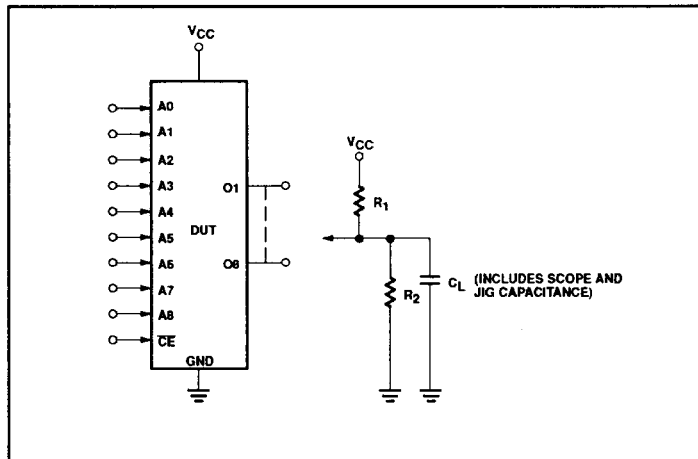 VCC
A0
A1
A2
A3
A4
A5
A6
A7
A8
CE
DUT
O1
O8
GND
VCC
R1
R2
CL (INCLUDES SCOPE AND
JIG CAPACITANCE)